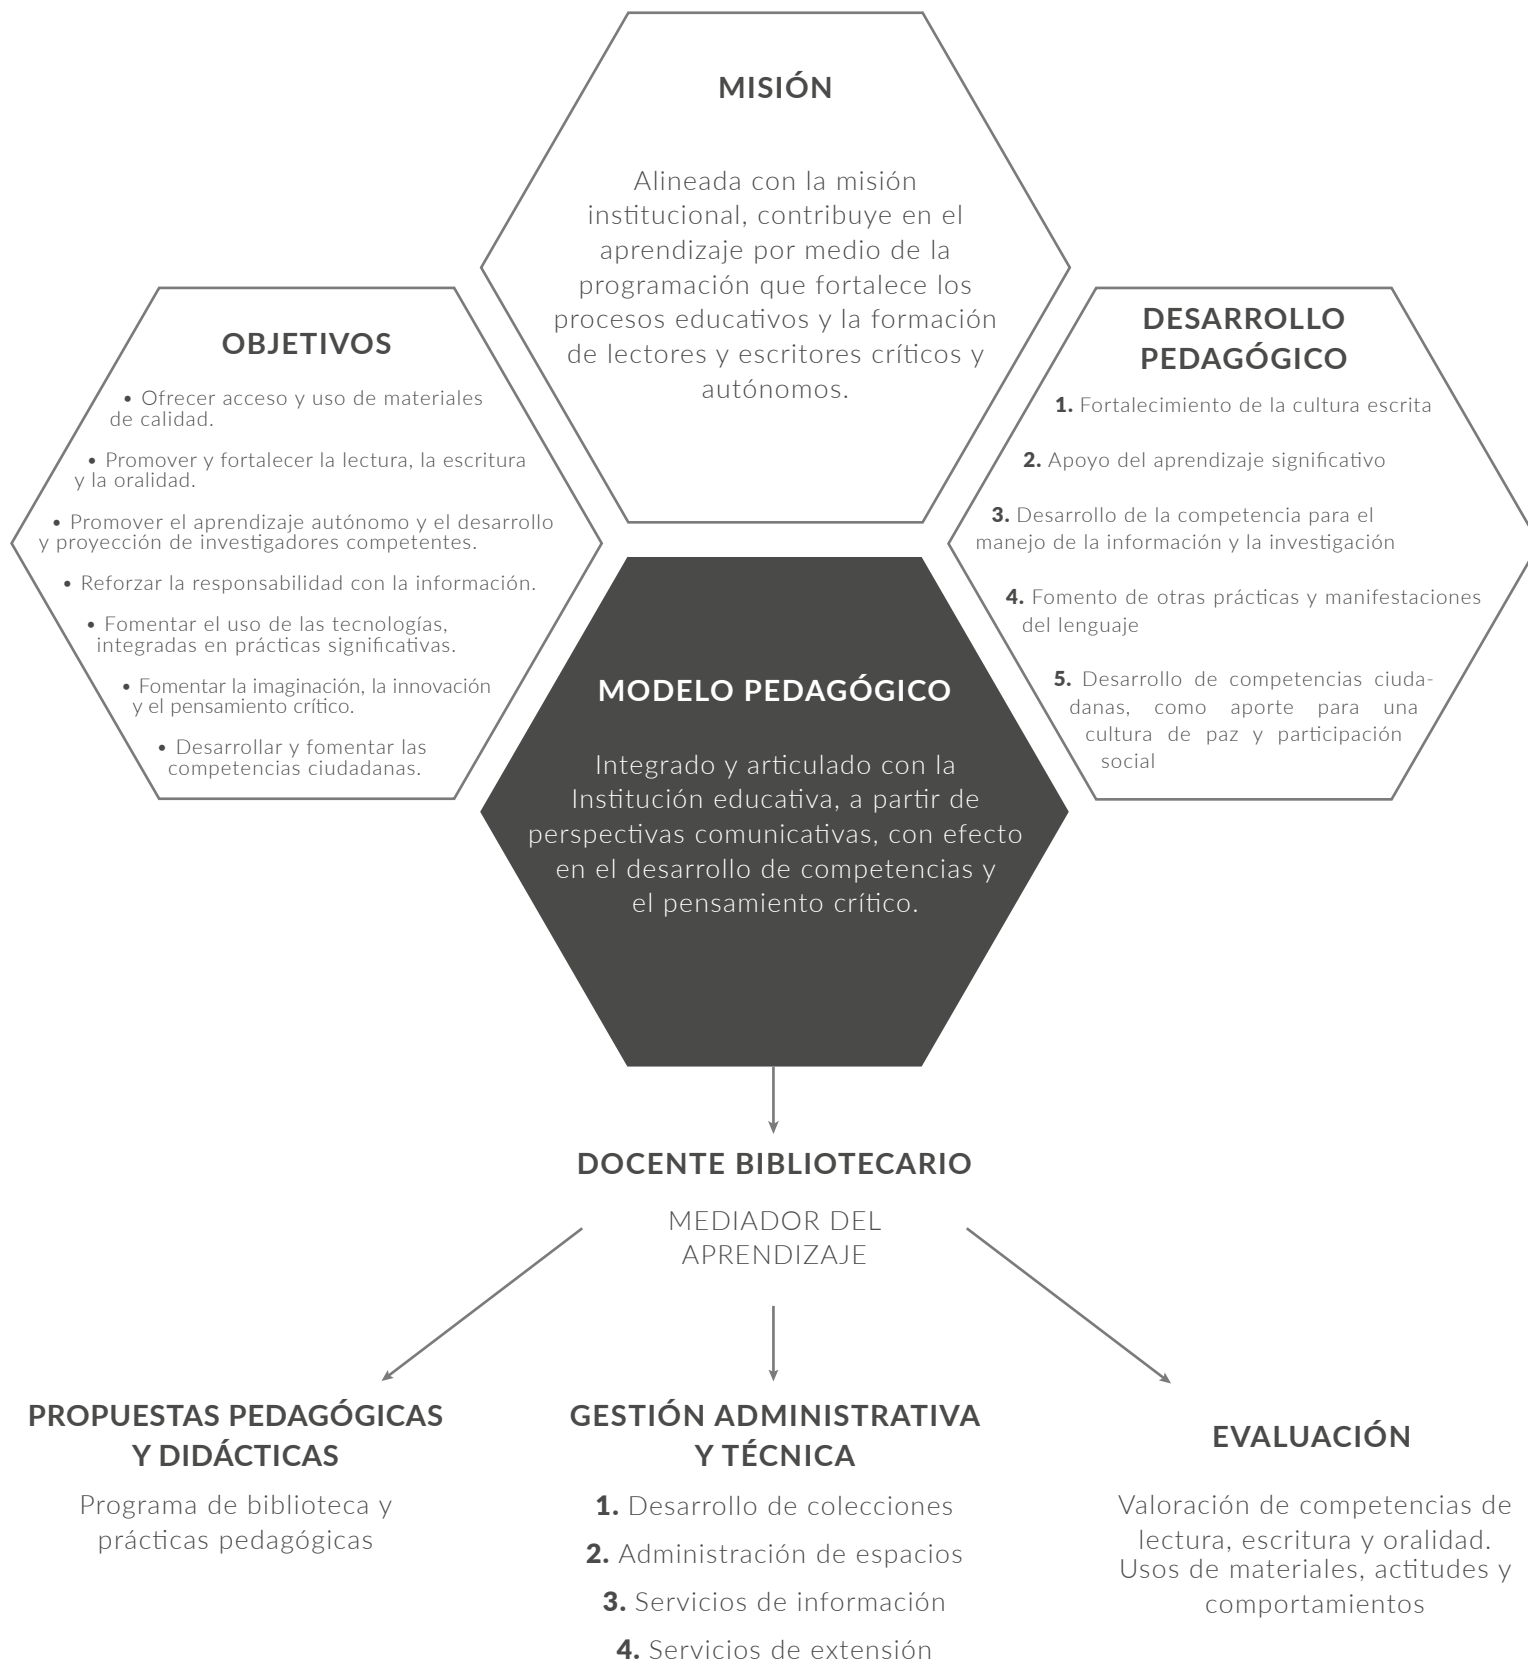 MISIÓN
Alineada con la misión
institucional, contribuye en el
aprendizaje por medio de la
programación que fortalece los
procesos educativos y la formación
de lectores y escritores críticos y
autónomos.
OBJETIVOS
• Ofrecer acceso y uso de materiales
de calidad.
• Promover y fortalecer la lectura, la escritura
y la oralidad.
• Promover el aprendizaje autónomo y el desarrollo
y proyección de investigadores competentes.
• Reforzar la responsabilidad con la información.
• Fomentar el uso de las tecnologías,
integradas en prácticas significativas.
• Fomentar la imaginación, la innovación
y el pensamiento crítico.
• Desarrollar y fomentar las
competencias ciudadanas.
DESARROLLO
PEDAGÓGICO
1. Fortalecimiento de la cultura escrita
2. Apoyo del aprendizaje significativo
3. Desarrollo de la competencia para el
manejo de la información y la investigación
4. Fomento de otras prácticas y manifestaciones
del lenguaje
5. Desarrollo de competencias ciuda-
danas, como aporte para una
cultura de paz y participación
social
MODELO PEDAGÓGICO
Integrado y articulado con la
Institución educativa, a partir de
perspectivas comunicativas, con efecto
en el desarrollo de competencias y
el pensamiento crítico.
DOCENTE BIBLIOTECARIO
MEDIADOR DEL
APRENDIZAJE
PROPUESTAS PEDAGÓGICAS
Y DIDÁCTICAS
Programa de biblioteca y
prácticas pedagógicas
GESTIÓN ADMINISTRATIVA
Y TÉCNICA
1. Desarrollo de colecciones
2. Administración de espacios
3. Servicios de información
4. Servicios de extensión
EVALUACIÓN
Valoración de competencias de
lectura, escritura y oralidad.
Usos de materiales, actitudes y
comportamientos